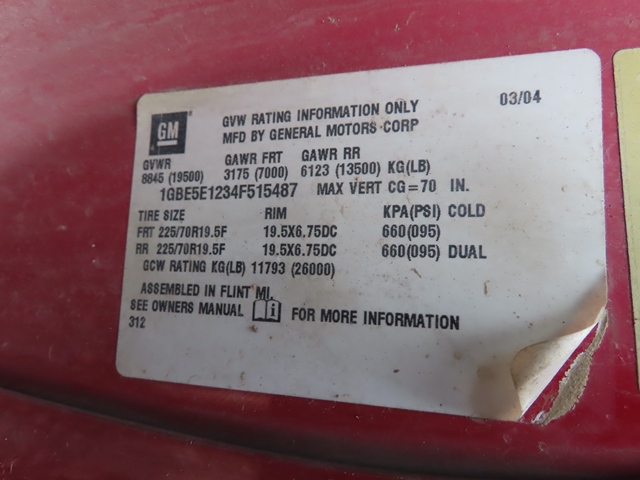 GM
GVW RATING INFORMATION ONLY 03/04
MFD BY GENERAL MOTORS CORP
GVWR GAWR FRT GAWR RR
8845 (19500) 3175 (7000) 6123 (13500) KG(LB)
1GBE5E1234F515487 MAX VERT CG=70 IN.
TIRE SIZE RIM KPA(PSI) COLD
FRT 225/70R19.5F 19.5X6.75DC 660(095)
RR 225/70R19.5F 19.5X6.75DC 660(095) DUAL
GCW RATING KG(LB) 11793 (26000)
ASSEMBLED IN FLINT MI.
SEE OWNERS MANUAL i FOR MORE INFORMATION
312